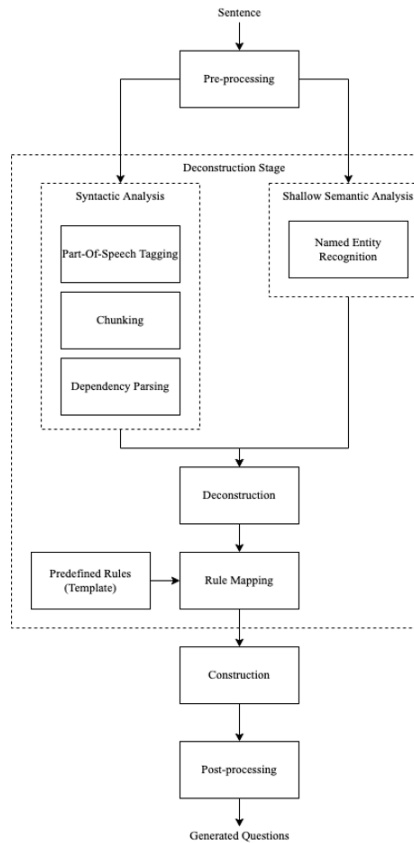 Sentence
Pre-processing
Deconstruction Stage
Syntactic Analysis
Part-Of-Speech Tagging
Chunking
Dependency Parsing
Shallow Semantic Analysis
Named Entity
Recognition
Deconstruction
Predefined Rules
(Template)
Rule Mapping
Construction
Post-processing
Generated Questions